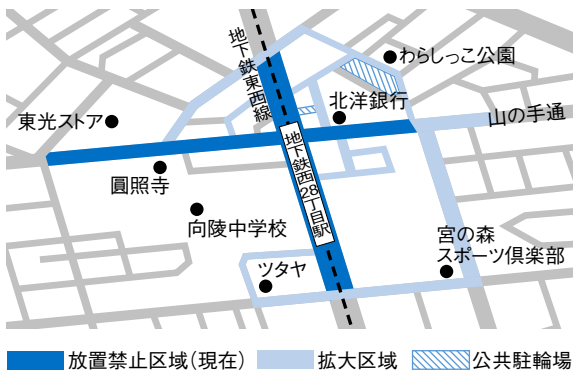 地下鉄東西線
わらしっこ公園
北洋銀行
山の手通
東光ストア
地下鉄西28丁目駅
圓照寺
向陵中学校
宮の森
スポーツ倶楽部
ツタヤ
放置禁止区域(現在)
拡大区域
公共駐輪場